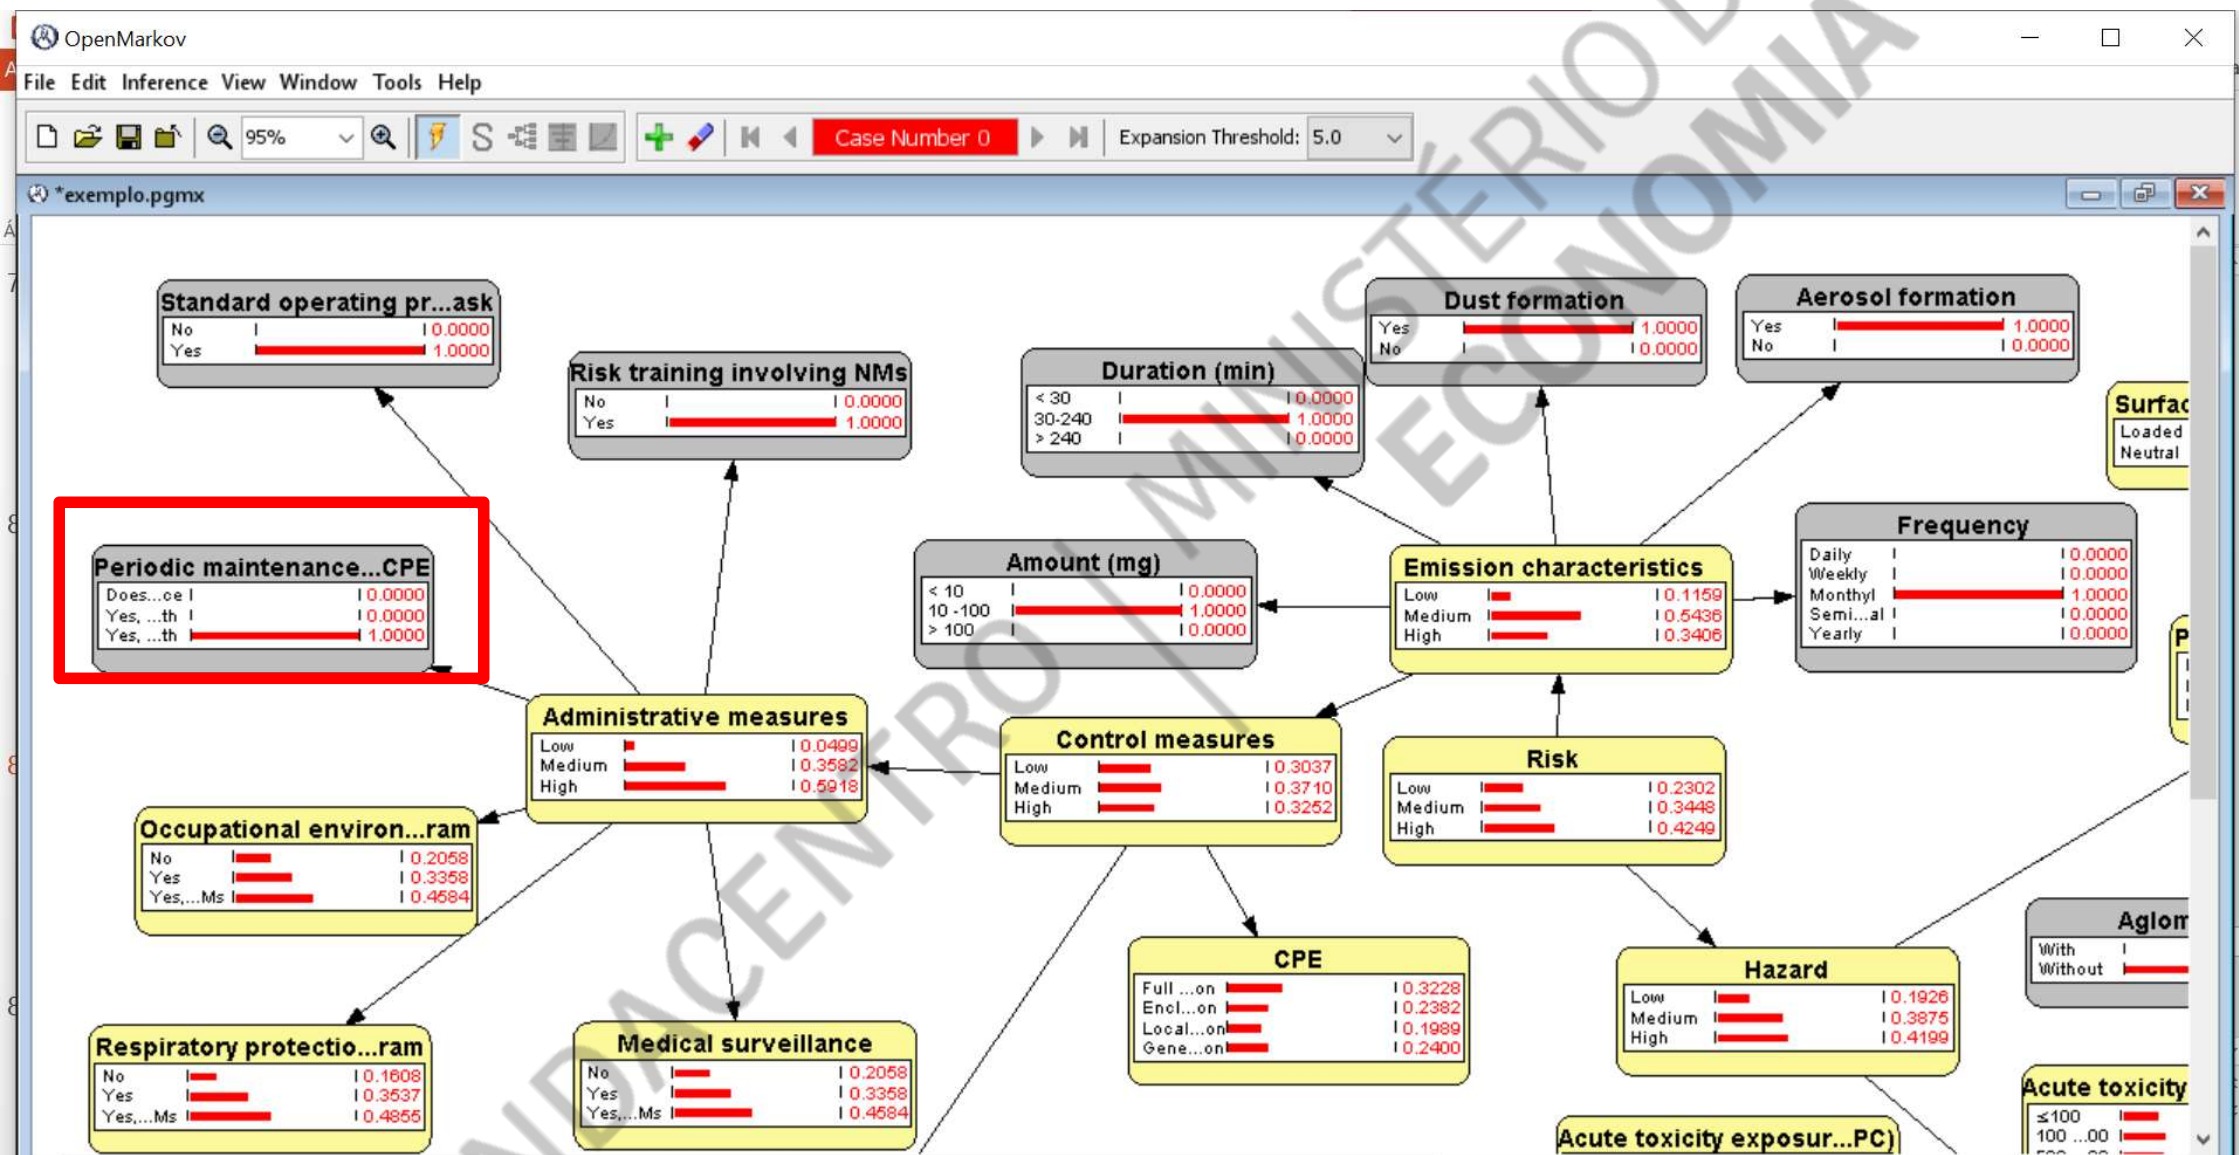 OpenMarkov
File Edit Inference View Window Tools Help
95%
Case Number 0
Expansion Threshold: 5.0
*exemplo.pgmx
Standard operating pr...ask
No 0.0000
Yes 1.0000
Risk training involving NMs
No 0.0000
Yes 1.0000
Duration (min)
< 30 0.0000
30-240 1.0000
> 240 0.0000
Dust formation
Yes 1.0000
No 0.0000
Aerosol formation
Yes 1.0000
No 0.0000
Surfac
Loaded
Neutral
Periodic maintenance...CPE
Does...ce 0.0000
Yes, ...th 0.0000
Yes, ...th 1.0000
Amount (mg)
< 10 0.0000
10 -100 1.0000
> 100 0.0000
Emission characteristics
Low 0.1159
Medium 0.5436
High 0.3406
Frequency
Daily 0.0000
Weekly 0.0000
Monthyl 1.0000
Semi...al 0.0000
Yearly 0.0000
P
Administrative measures
Low 0.0499
Medium 0.3582
High 0.5918
Control measures
Low 0.3037
Medium 0.3710
High 0.3252
Risk
Low 0.2302
Medium 0.3448
High 0.4249
Occupational environ...ram
No 0.2058
Yes 0.3358
Yes,...Ms 0.4584
CPE
Full ...on 0.3228
Encl...on 0.2382
Local...on 0.1989
Gene...on 0.2400
Hazard
Low 0.1926
Medium 0.3875
High 0.4199
Aglom
With
Without
Respiratory protectio...ram
No 0.1608
Yes 0.3537
Yes,...Ms 0.4855
Medical surveillance
No 0.2058
Yes 0.3358
Yes,...Ms 0.4584
Acute toxicity exposur...PC)
Acute toxicity
≤100
100 ...00
NDACENTRO | MINISTÉRIO D
ECONOMIA